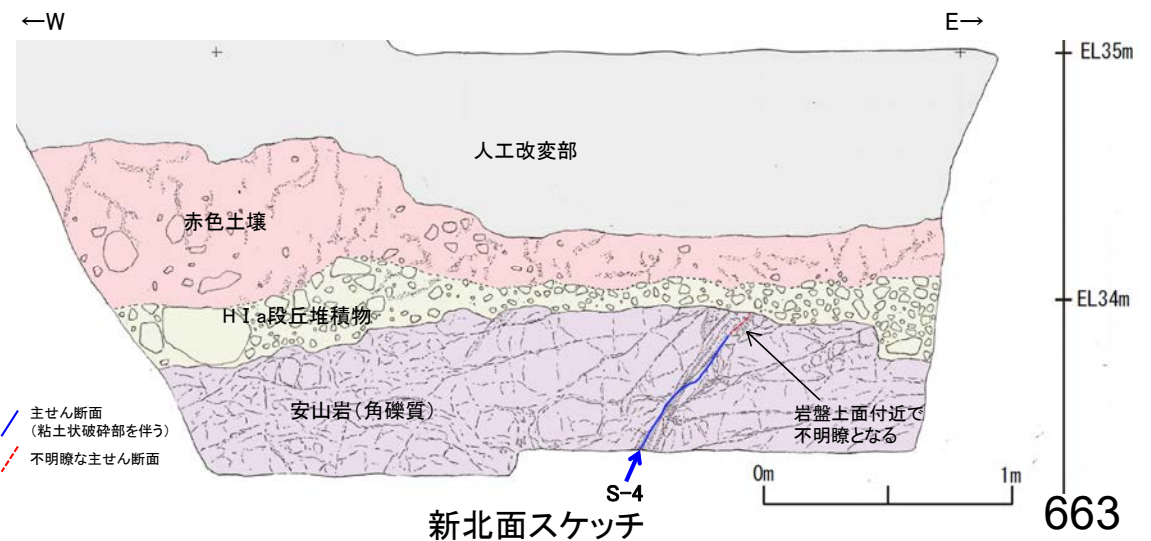 ←W
E→
EL35m
人工改変部
赤色土壌
EL34m
HⅠa段丘堆積物
安山岩(角礫質)
岩盤土面付近で
不明瞭となる
主せん断面
(粘土状破砕部を伴う)
不明瞭な主せん断面
S-4
0m
1m
新北面スケッチ
663